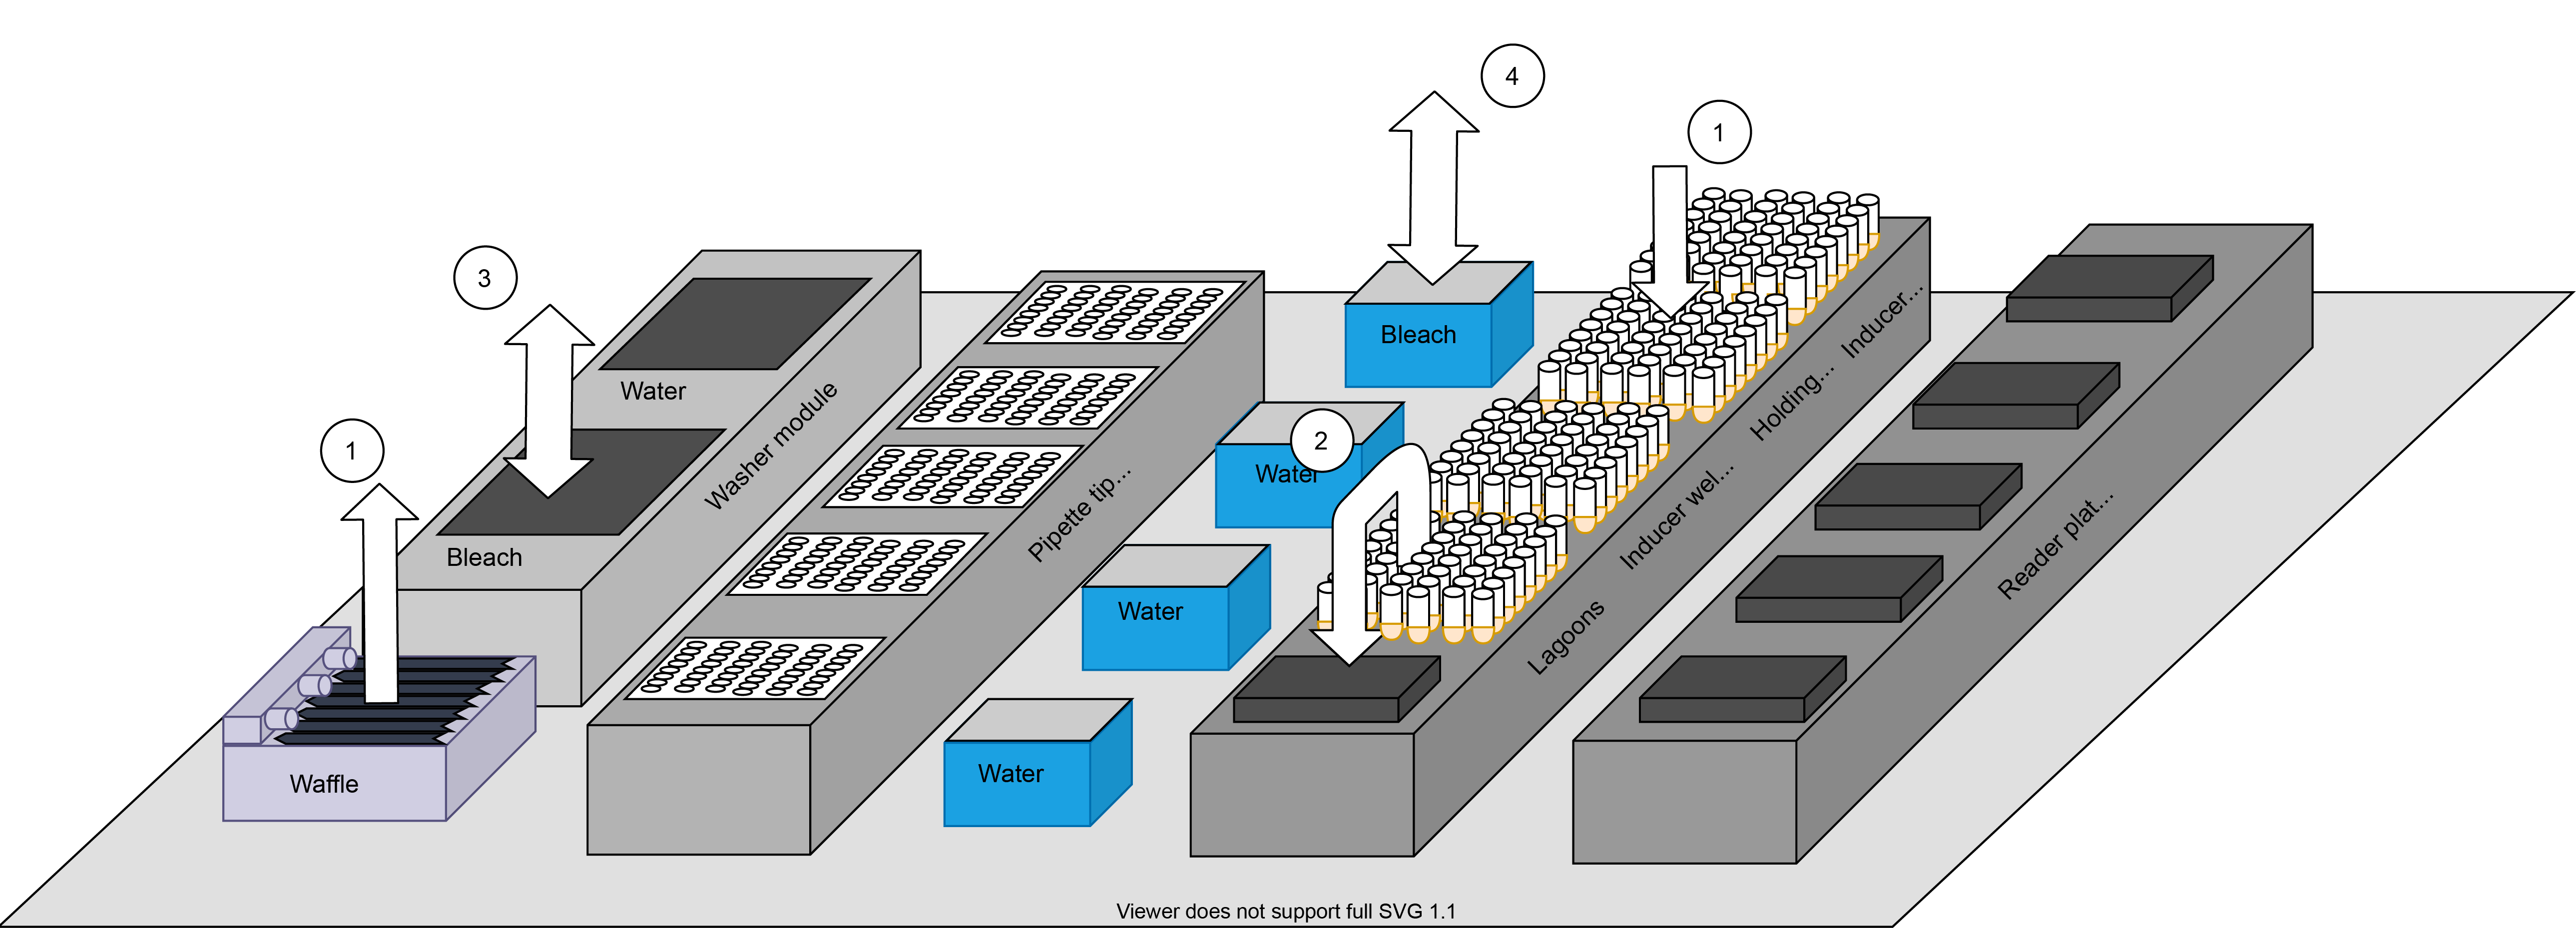 4
1
3
Bleach
Inducer...
Water
Holding...
Washer module
1
2
Water
Inducer wel...
Pipette tip...
Reader plat...
Bleach
Water
Lagoons
Water
Waffle
Viewer does not support full SVG 1.1